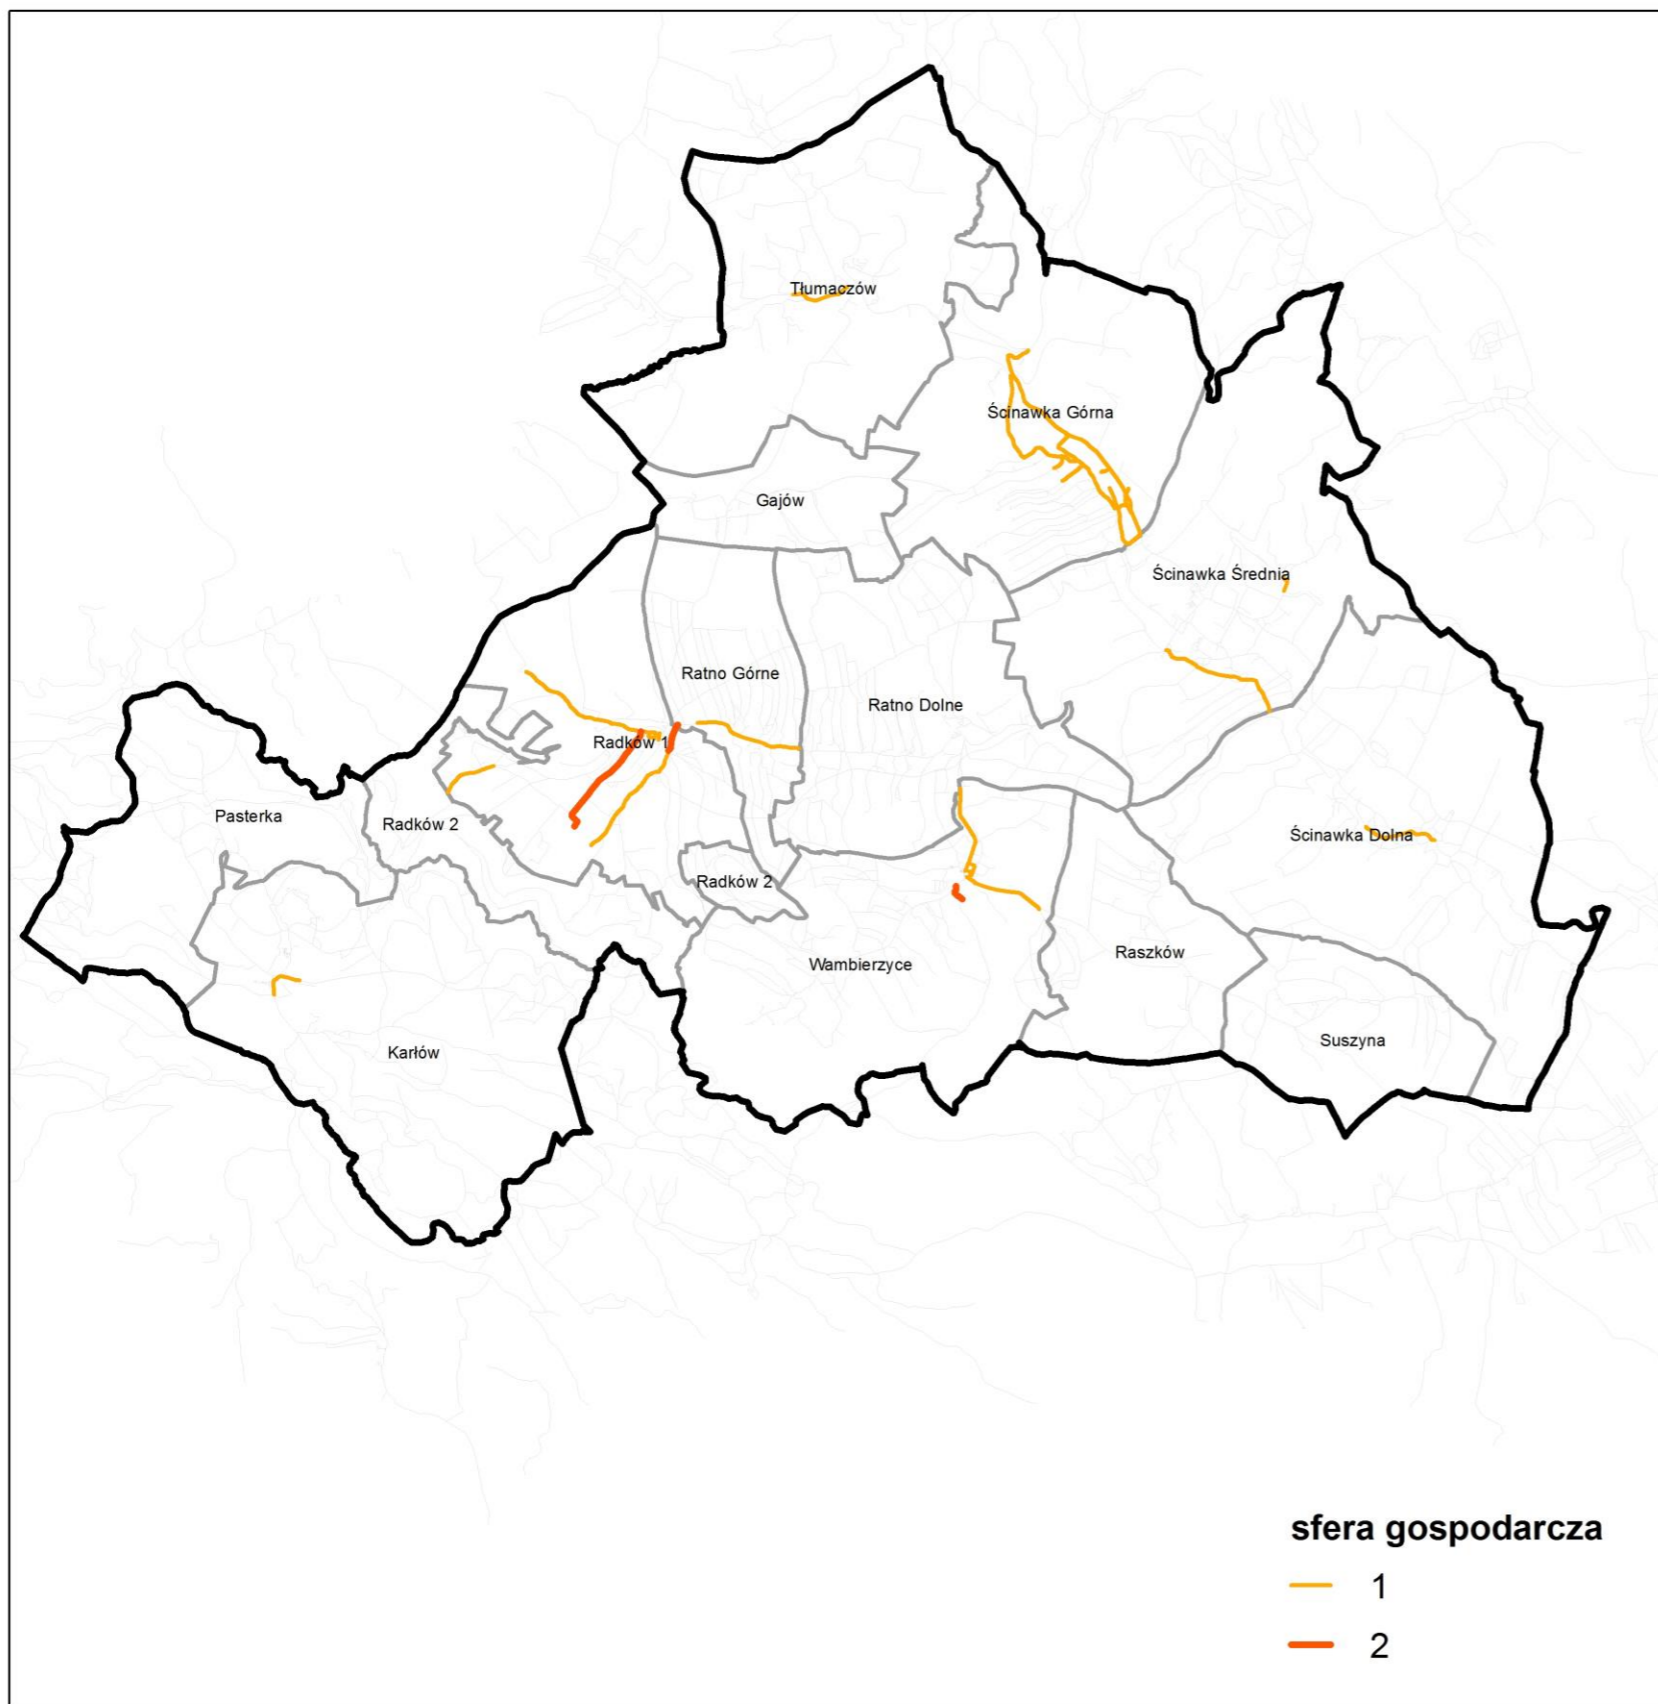 Tłumaczów
Ścinawka Górna
Gajów
Ścinawka Średnia
Ratno Górne
Ratno Dolne
Radków 1
Pasterka
Radków 2
Ścinawka Dolna
Radków 2
Wambierzyce
Raszków
Karłów
Suszyna
sfera gospodarcza
1
2